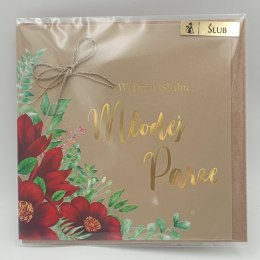 ŚLUB
W Dniu Ślubu
Młodej
Parze